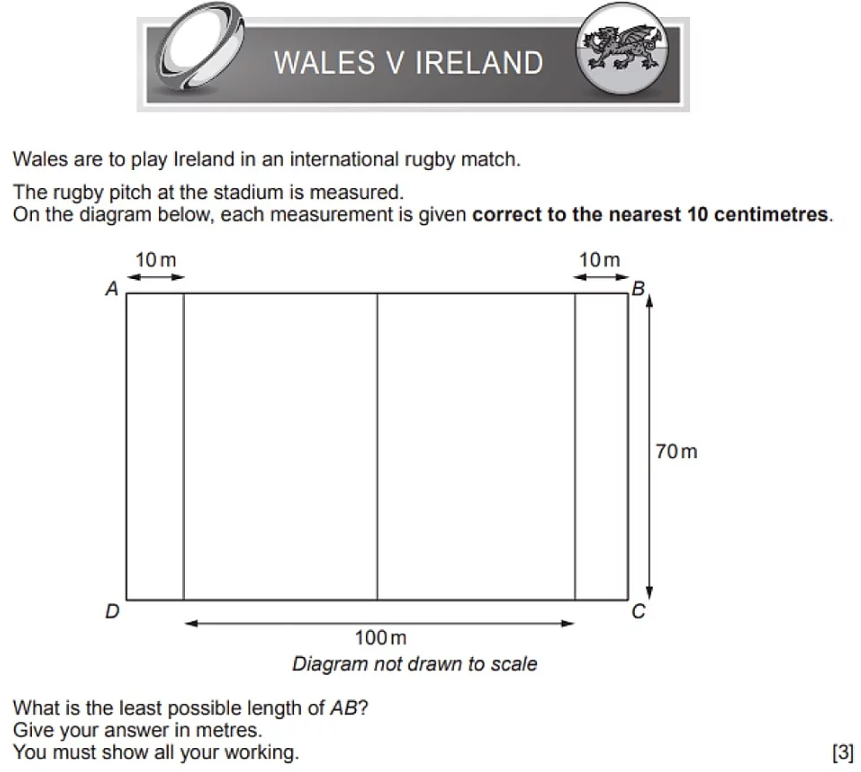 WALES V IRELAND
Wales are to play Ireland in an international rugby match.
The rugby pitch at the stadium is measured.
On the diagram below, each measurement is given correct to the nearest 10 centimetres.
10 m
10 m
A
B
70 m
D
C
100 m
Diagram not drawn to scale
What is the least possible length of AB?
Give your answer in metres.
You must show all your working. [3]